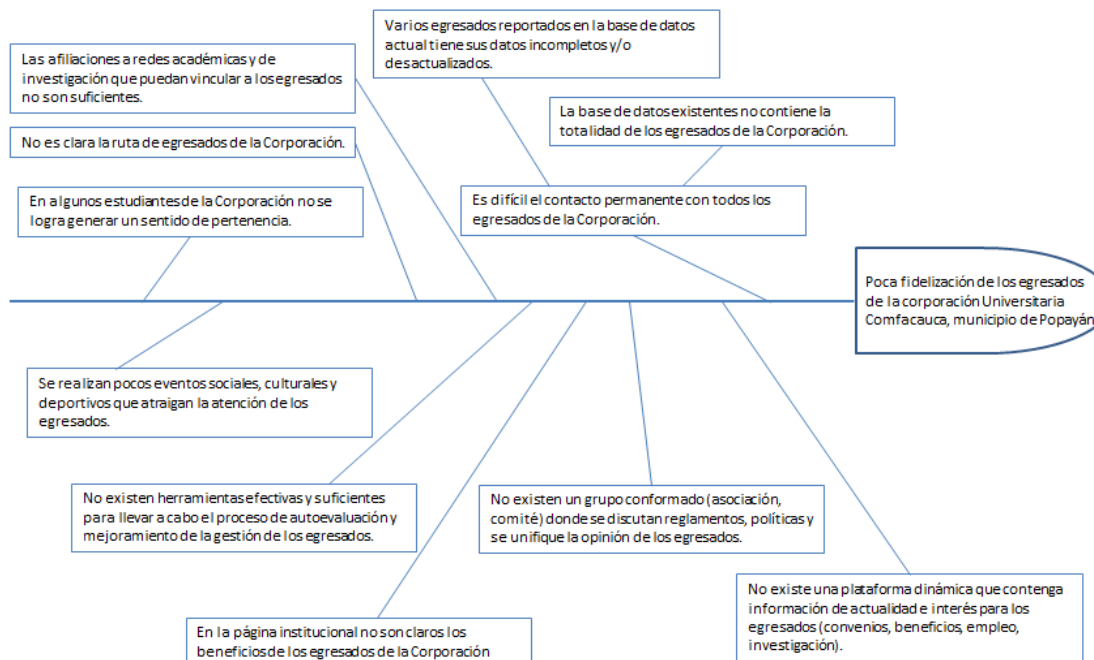 Varios egresados reportados en la base de datos
actual tiene sus datos incompletos y/o
desactualizados.
Las afiliaciones a redes académicas y de
investigación que puedan vincular a los egresados
no son suficientes.
La base de datos existentes no contiene la
totalidad de los egresados de la Corporación.
No es clara la ruta de egresados de la Corporación.
En algunos estudiantes de la Corporación no se
logra generar un sentido de pertenencia.
Es difícil el contacto permanente con todos los
egresados de la Corporación.
Poca fidelización de los egresados
de la corporación Universitaria
Comfacauca, municipio de Popayán
Se realizan pocos eventos sociales, culturales y
deportivos que atraigan la atención de los
egresados.
No existen herramientas efectivas y suficientes
para llevar a cabo el proceso de autoevaluación y
mejoramiento de la gestión de los egresados.
No existen un grupo conformado (asociación,
comité) donde se discutan reglamentos, políticas y
se unifique la opinión de los egresados.
No existe una plataforma dinámica que contenga
información de actualidad e interés para los
egresados (convenios, beneficios, empleo,
investigación).
En la página institucional no son claros los
beneficios de los egresados de la Corporación